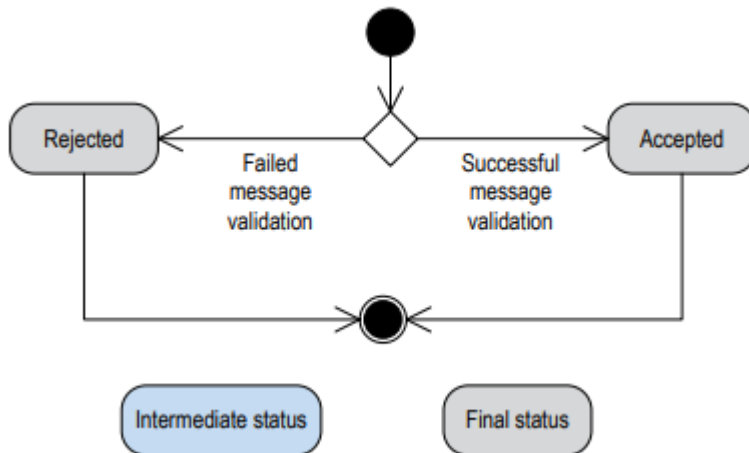 Rejected
Accepted
Failed
message
validation
Successful
message
validation
Intermediate status
Final status